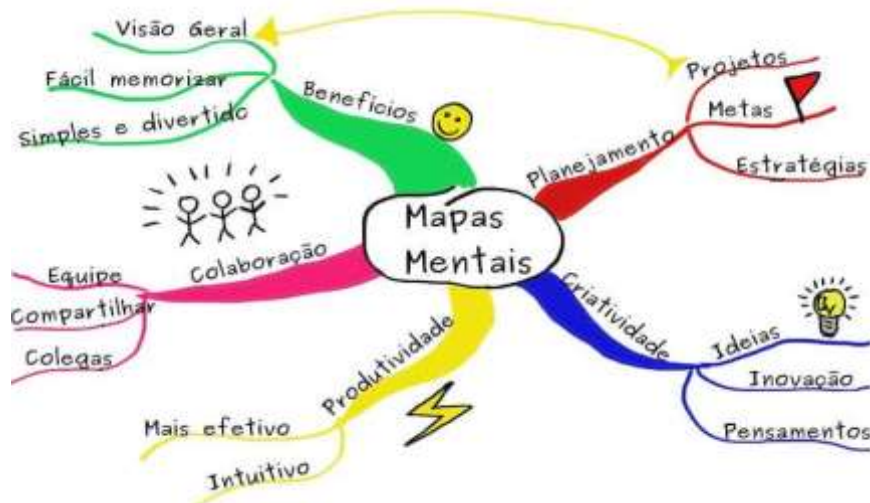 Visão Geral
Fácil memorizar
Simples e divertido
Benefícios
Projetos
Metas
Estratégias
Planejamento
Mapas
Mentais
Colaboração
Equipe
Compartilhar
Colegas
Criatividade
Ideias
Inovação
Pensamentos
Produtividade
Mais efetivo
Intuitivo